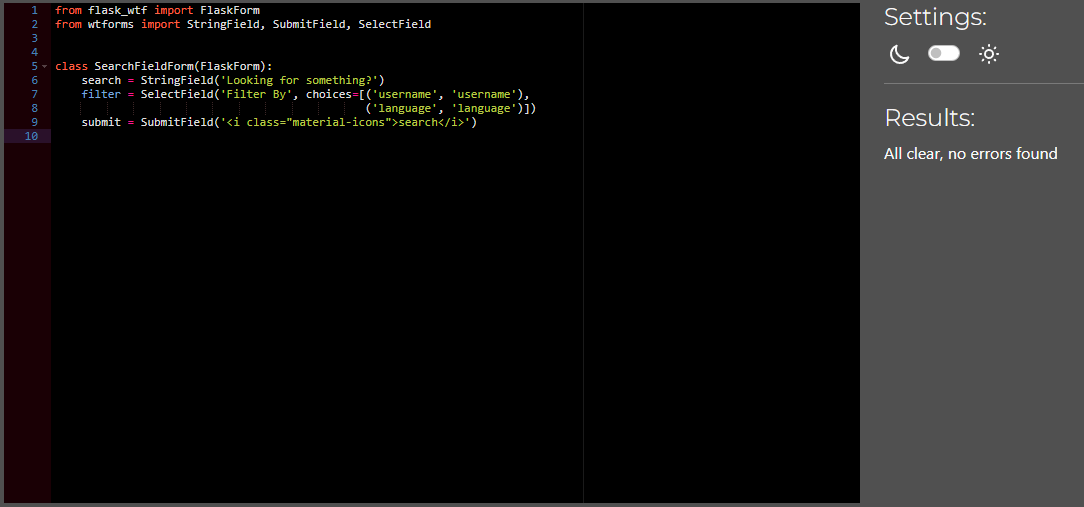 1 from flask_wtf import FlaskForm
2 from wtforms import StringField, SubmitField, SelectField
3
4
5 class SearchFieldForm(FlaskForm):
6     search = StringField('Looking for something?')
7     filter = SelectField('Filter By', choices=[('username', 'username'),
8                                                ('language', 'language')])
9     submit = SubmitField('<i class="material-icons">search</i>')
10
Settings:
Results:
All clear, no errors found